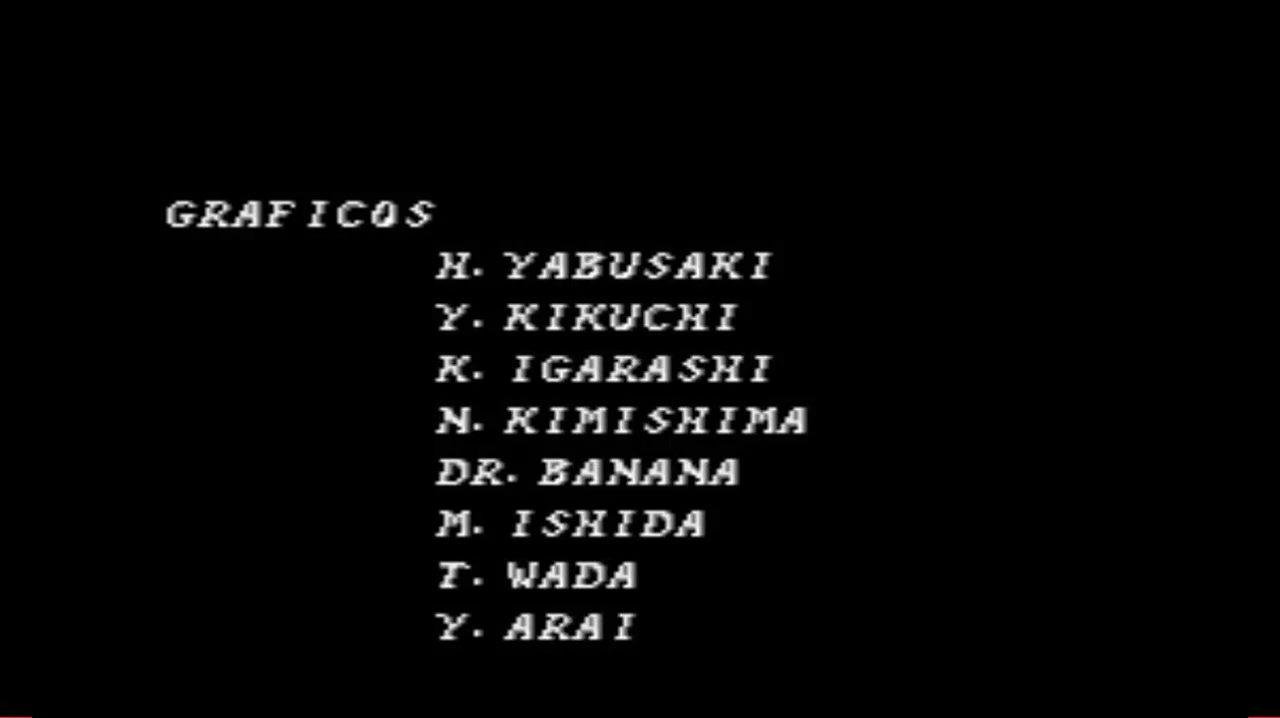 GRAFICOS
H. YABUSAKI
Y. KIKUCHI
K. IGARASHI
N. KIMISHIMA
DR. BANANA
M. ISHIDA
T. WADA
Y. ARAI